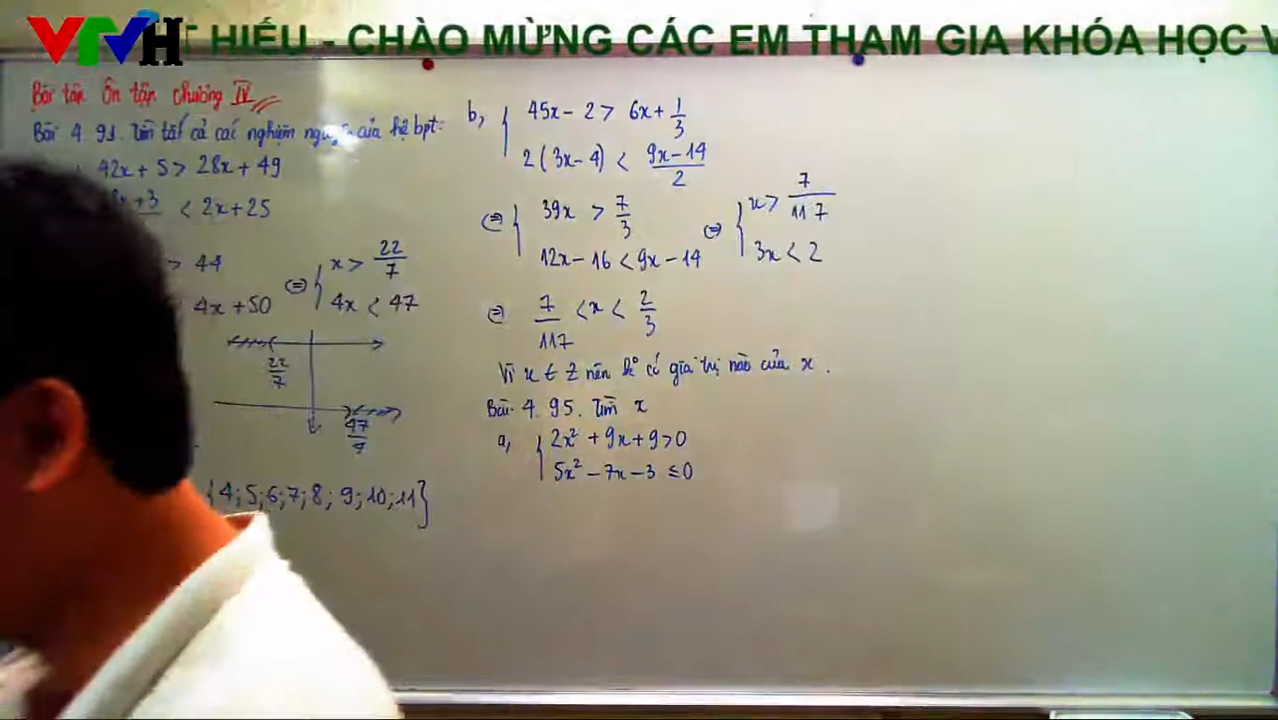 VTVH
T HIẾU - CHÀO MỪNG CÁC EM THAM GIA KHÓA HỌC V
Bài tập Ôn tập chương IV
Bài 4.91. Tìm tất cả các nghiệm của hệ bpt:
42x + 5 > 28x + 49
x + 3 < 2x + 25
> 44
4x + 50
⇔ { x > 22/7
4x < 47
22/7
47/4
{4; 5; 6; 7; 8; 9; 10; 11}
b, { 45x - 2 > 6x + 1/3
2(3x - 4) < (9x - 14)/2
⇔ { 39x > 7/3
12x - 16 < 9x - 14
⇔ { x > 7/117
3x < 2
⇔ 7/117 < x < 2/3
Vì x ∈ Z nên k° có giá trị nào của x.
Bài 4.95. Tìm x
a, { 2x² + 9x + 9 > 0
5x² - 7x - 3 ≤ 0